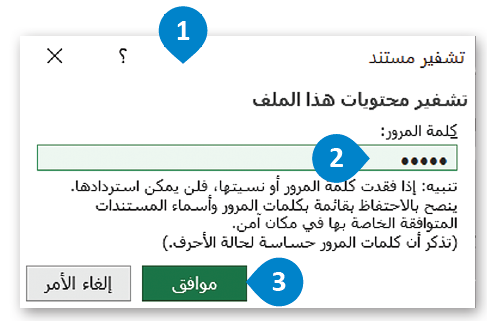 1
تشفير مستند ؟ ×
تشفير محتويات هذا الملف
كلمة المرور:
●●●●● 2
تنبيه: إذا فقدت كلمة المرور أو نسيتها، فلن يمكن استردادها.
ينصح بالاحتفاظ بقائمة بكلمات المرور وأسماء المستندات
المتوافقة الخاصة بها في مكان آمن.
(تذكر أن كلمات المرور حساسة لحالة الأحرف.)
3 موافق إلغاء الأمر